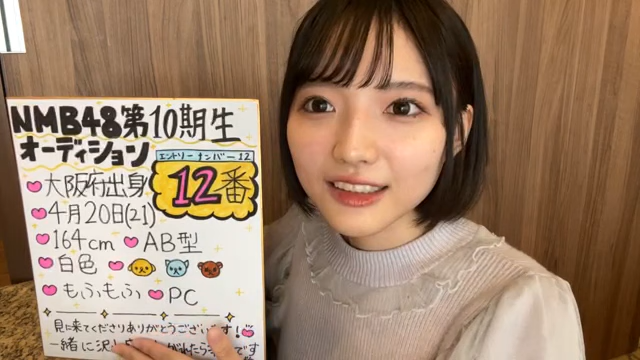 NMB48第10期生
オーディション
エントリーナンバー12
12番
大阪府出身
4月20日(21)
164cm AB型
白色
もふもふ PC
見に来てくださりありがとうございます!
一緒に沢